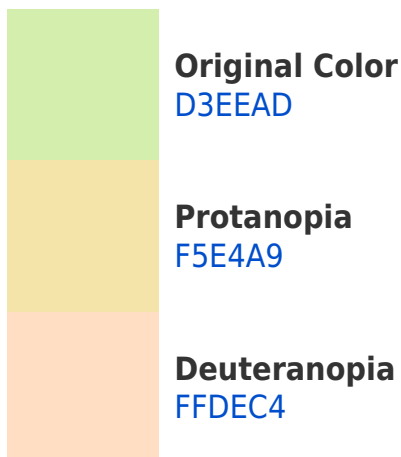 Original Color
D3EEAD
Protanopia
F5E4A9
Deuteranopia
FFDEC4